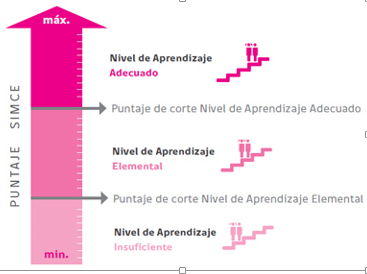 máx.
Nivel de Aprendizaje
Adecuado
Puntaje de corte Nivel de Aprendizaje Adecuado
PUNTAJE SIMCE
Nivel de Aprendizaje
Elemental
Puntaje de corte Nivel de Aprendizaje Elemental
Nivel de Aprendizaje
Insuficiente
min.